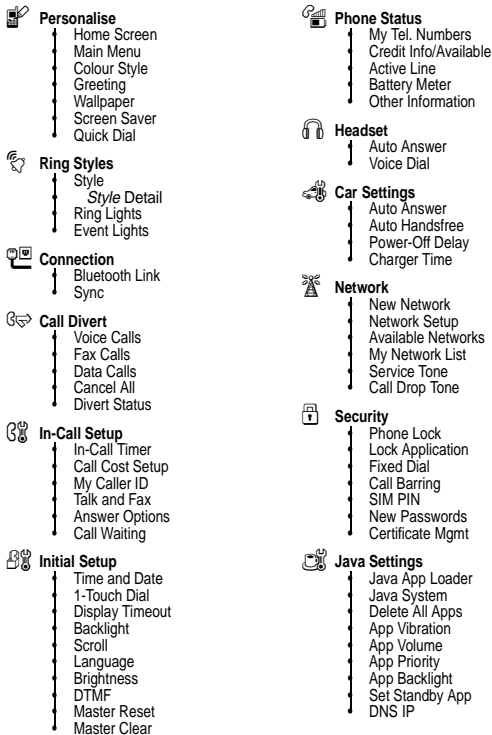 Personalise
Home Screen
Main Menu
Colour Style
Greeting
Wallpaper
Screen Saver
Quick Dial
Ring Styles
Style
Style Detail
Ring Lights
Event Lights
Connection
Bluetooth Link
Sync
Call Divert
Voice Calls
Fax Calls
Data Calls
Cancel All
Divert Status
In-Call Setup
In-Call Timer
Call Cost Setup
My Caller ID
Talk and Fax
Answer Options
Call Waiting
Initial Setup
Time and Date
1-Touch Dial
Display Timeout
Backlight
Scroll
Language
Brightness
DTMF
Master Reset
Master Clear
Phone Status
My Tel. Numbers
Credit Info/Available
Active Line
Battery Meter
Other Information
Headset
Auto Answer
Voice Dial
Car Settings
Auto Answer
Auto Handsfree
Power-Off Delay
Charger Time
Network
New Network
Network Setup
Available Networks
My Network List
Service Tone
Call Drop Tone
Security
Phone Lock
Lock Application
Fixed Dial
Call Barring
SIM PIN
New Passwords
Certificate Mgmt
Java Settings
Java App Loader
Java System
Delete All Apps
App Vibration
App Volume
App Priority
App Backlight
Set Standby App
DNS IP